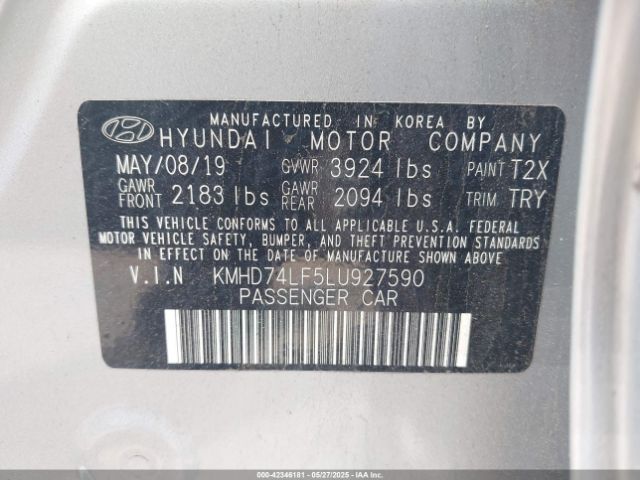 MANUFACTURED IN KOREA BY
HYUNDAI MOTOR COMPANY
MAY/08/19 GVWR 3924 lbs PAINT T2X
GAWR FRONT 2183 lbs GAWR REAR 2094 lbs TRIM TRY
THIS VEHICLE CONFORMS TO ALL APPLICABLE U.S.A. FEDERAL
MOTOR VEHICLE SAFETY, BUMPER, AND THEFT PREVENTION STANDARDS
IN EFFECT ON THE DATE OF MANUFACTURE SHOWN ABOVE.
V.I.N KMHD74LF5LU927590
PASSENGER CAR
000-42346181 - 05/27/2025 - © IAA Holdings, LLC